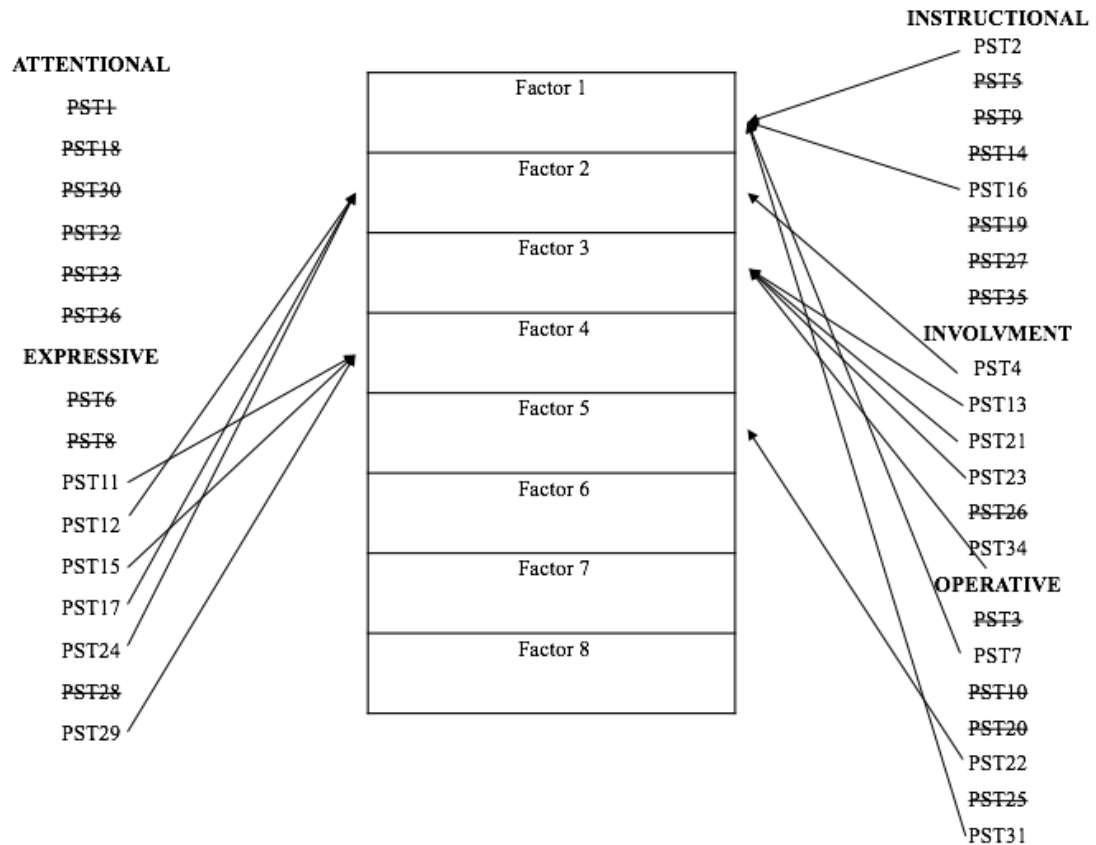 ATTENTIONAL
PST1
PST18
PST30
PST32
PST33
PST36
EXPRESSIVE
PST6
PST8
PST11
PST12
PST15
PST17
PST24
PST28
PST29
Factor 1
Factor 2
Factor 3
Factor 4
Factor 5
Factor 6
Factor 7
Factor 8
INSTRUCTIONAL
PST2
PST5
PST9
PST14
PST16
PST19
PST27
PST35
INVOLVMENT
PST4
PST13
PST21
PST23
PST26
PST34
OPERATIVE
PST3
PST7
PST10
PST20
PST22
PST25
PST31